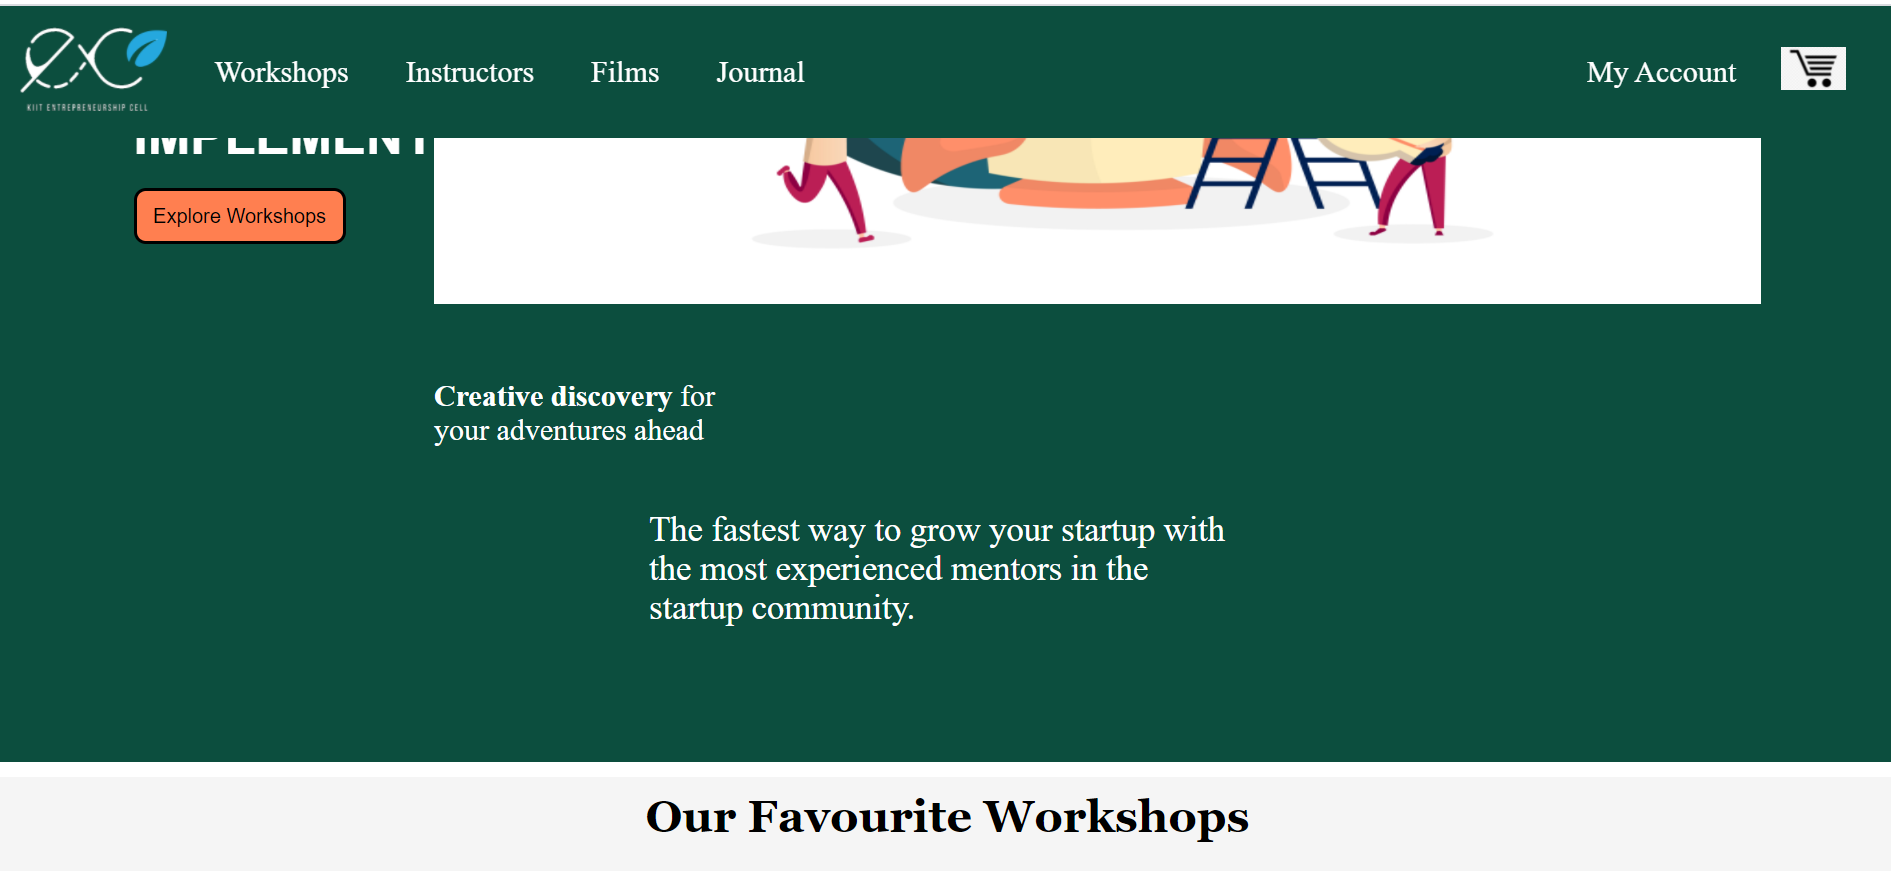 KIIT ENTREPRENEURSHIP CELL
Workshops
Instructors
Films
Journal
My Account
IMPLEMENT
Explore Workshops
Creative discovery for
your adventures ahead
The fastest way to grow your startup with
the most experienced mentors in the
startup community.
Our Favourite Workshops